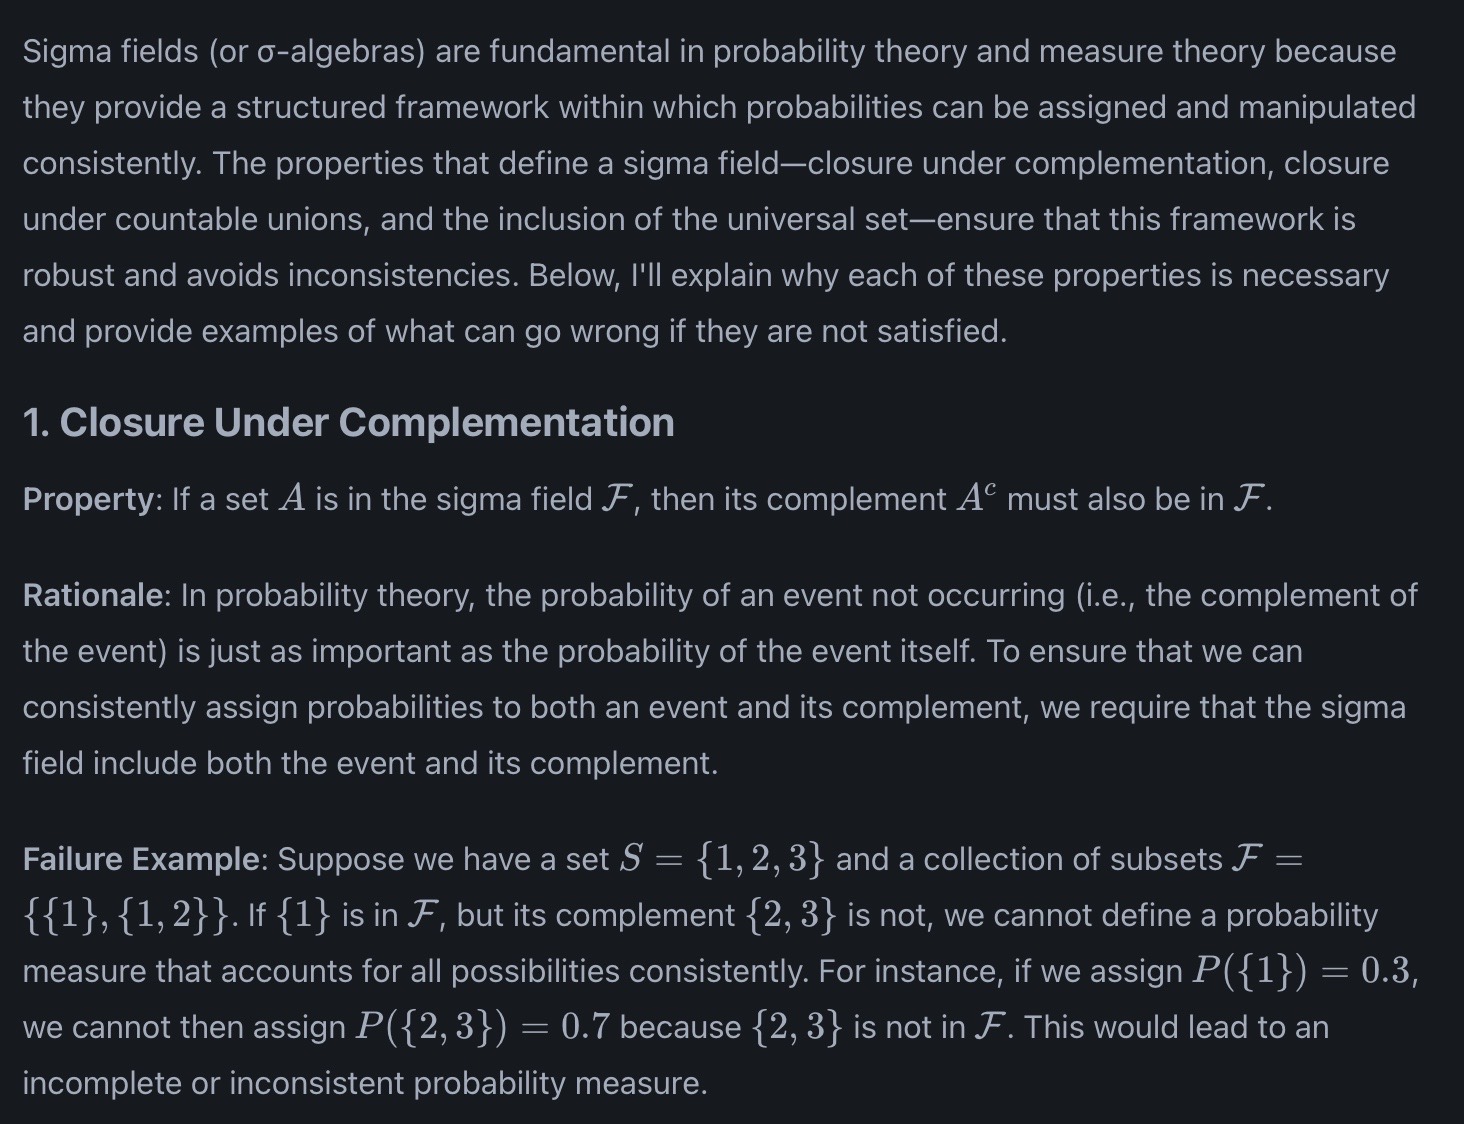 Sigma fields (or σ-algebras) are fundamental in probability theory and measure theory because
they provide a structured framework within which probabilities can be assigned and manipulated
consistently. The properties that define a sigma field—closure under complementation, closure
under countable unions, and the inclusion of the universal set—ensure that this framework is
robust and avoids inconsistencies. Below, I'll explain why each of these properties is necessary
and provide examples of what can go wrong if they are not satisfied.
1. Closure Under Complementation
Property: If a set A is in the sigma field ℱ, then its complement Aᶜ must also be in ℱ.
Rationale: In probability theory, the probability of an event not occurring (i.e., the complement of
the event) is just as important as the probability of the event itself. To ensure that we can
consistently assign probabilities to both an event and its complement, we require that the sigma
field include both the event and its complement.
Failure Example: Suppose we have a set S = {1, 2, 3} and a collection of subsets ℱ =
{{1}, {1, 2}}. If {1} is in ℱ, but its complement {2, 3} is not, we cannot define a probability
measure that accounts for all possibilities consistently. For instance, if we assign P({1}) = 0.3,
we cannot then assign P({2, 3}) = 0.7 because {2, 3} is not in ℱ. This would lead to an
incomplete or inconsistent probability measure.